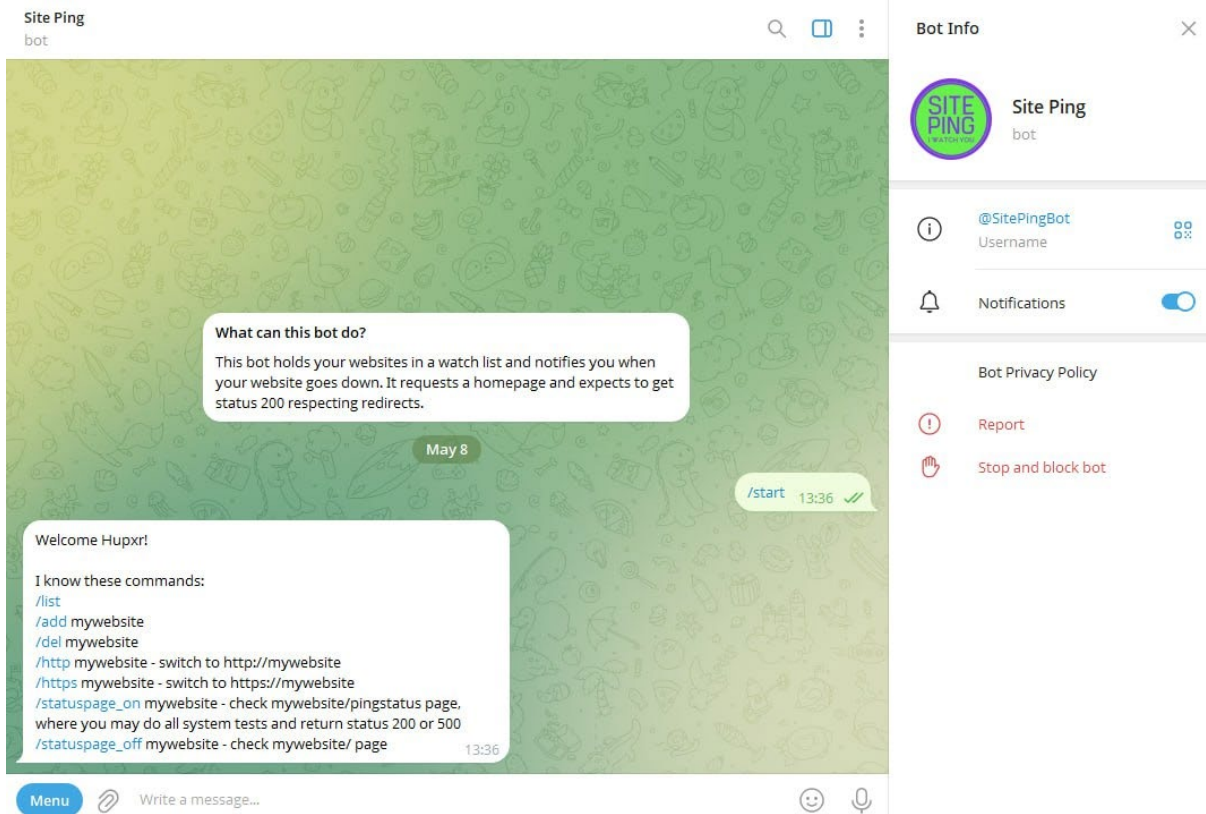 Site Ping
bot
What can this bot do?
This bot holds your websites in a watch list and notifies you when
your website goes down. It requests a homepage and expects to get
status 200 respecting redirects.
May 8
/start 13:36
Welcome Hupxr!
I know these commands:
/list
/add mywebsite
/del mywebsite
/http mywebsite - switch to http://mywebsite
/https mywebsite - switch to https://mywebsite
/statuspage_on mywebsite - check mywebsite/pingstatus page,
where you may do all system tests and return status 200 or 500
/statuspage_off mywebsite - check mywebsite/ page 13:36
Menu
Write a message...
Bot Info
SITE
PING
I WATCH YOU
Site Ping
bot
@SitePingBot
Username
Notifications
Bot Privacy Policy
Report
Stop and block bot